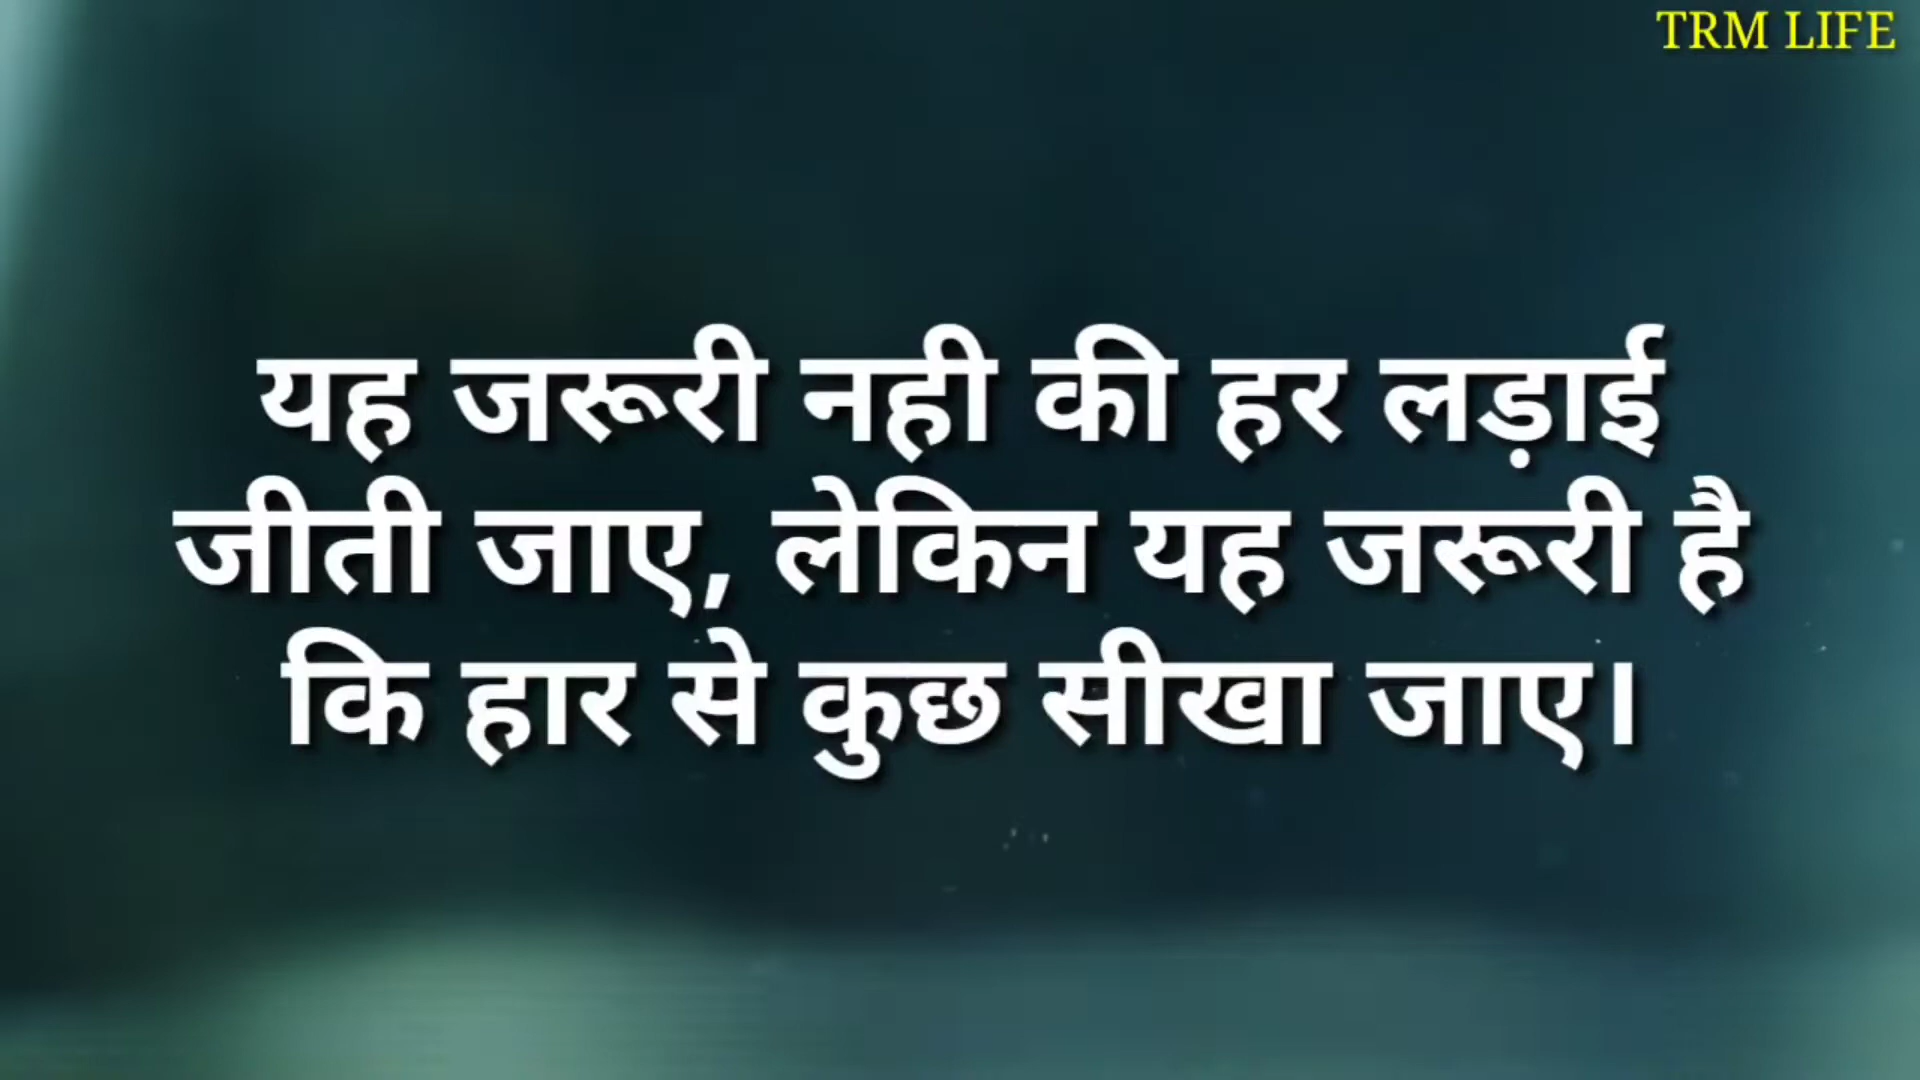 TRM LIFE
यह जरूरी नही की हर लड़ाई
जीती जाए, लेकिन यह जरूरी है
कि हार से कुछ सीखा जाए।